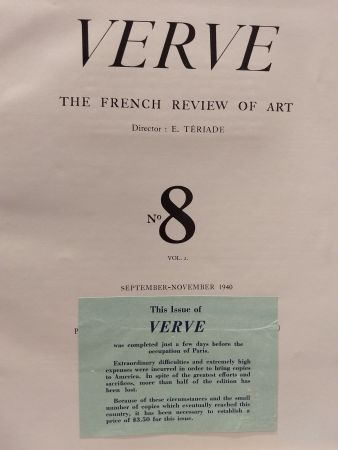 VERVE
THE FRENCH REVIEW OF ART
Director : E. TÉRIADE
Nº 8
VOL. 2.
SEPTEMBER-NOVEMBER 1940
P
This Issue of
VERVE
was completed just a few days before the
occupation of Paris.
Extraordinary difficulties and extremely high
expenses were incurred in order to bring copies
to America. In spite of the greatest efforts and
sacrifices, more than half of the edition has
been lost.
Because of these circumstances and the small
number of copies which eventually reached this
country, it has been necessary to establish a
price of $3.50 for this issue.